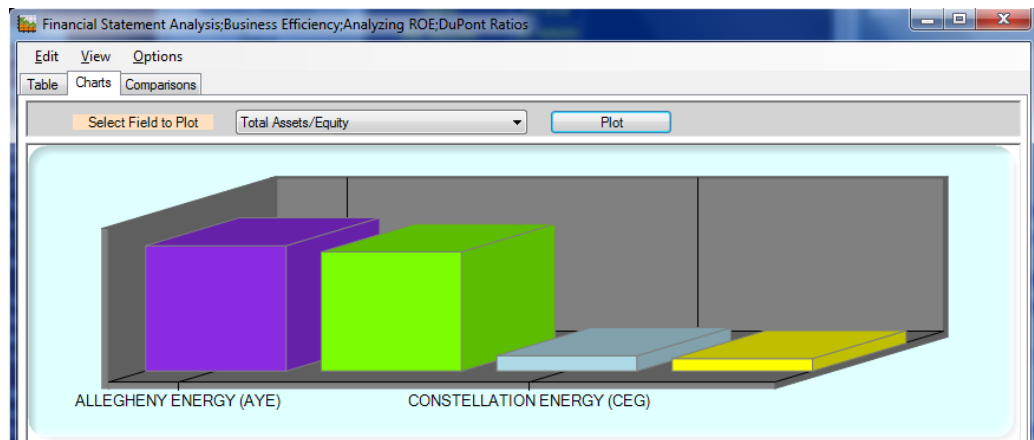 Financial Statement Analysis;Business Efficiency;Analyzing ROE;DuPont Ratios
Edit View Options
Table Charts Comparisons
Select Field to Plot Total Assets/Equity Plot
ALLEGHENY ENERGY (AYE) CONSTELLATION ENERGY (CEG)